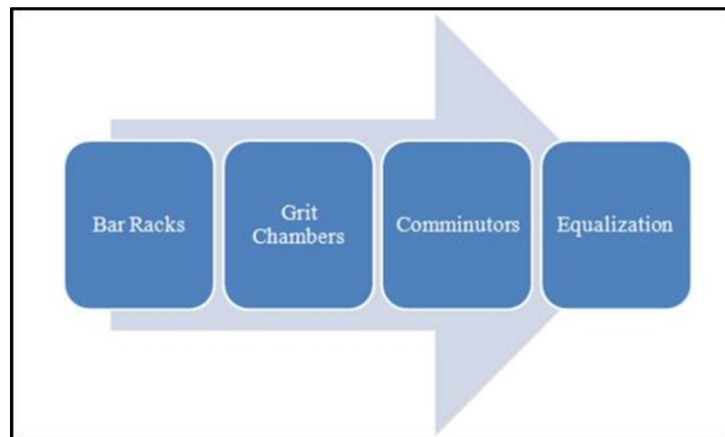 Bar Racks
Grit
Chambers
Comminutors
Equalization